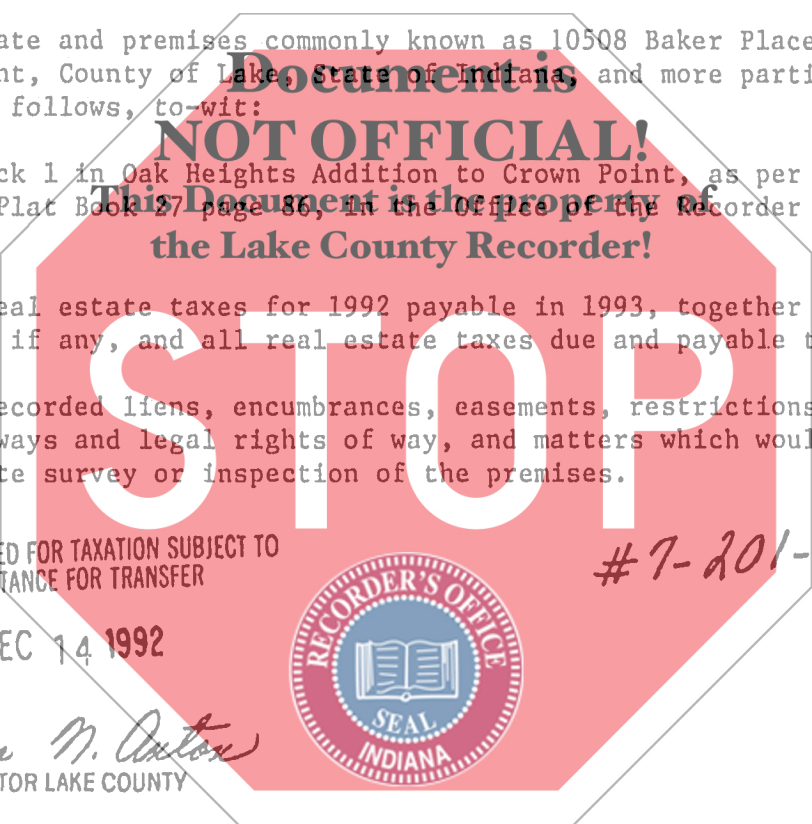 ate and premises commonly known as 10508 Baker Place
Document is
nt, County of Lake, State of Indiana, and more parti
follows, to-wit:
NOT OFFICIAL!
ck 1 in Oak Heights Addition to Crown Point, as per
This Document is the property of
Plat Book 27 page 86, in the Office of the Recorder
the Lake County Recorder!
eal estate taxes for 1992 payable in 1993, together
if any, and all real estate taxes due and payable t
STOP
ecorded liens, encumbrances, easements, restrictions
ways and legal rights of way, and matters which woul
te survey or inspection of the premises.
ED FOR TAXATION SUBJECT TO
TANCE FOR TRANSFER
#7-201-
RECORDER'S OFFICE
EC 14 1992
SEAL
INDIANA
N. Anton
TOR LAKE COUNTY